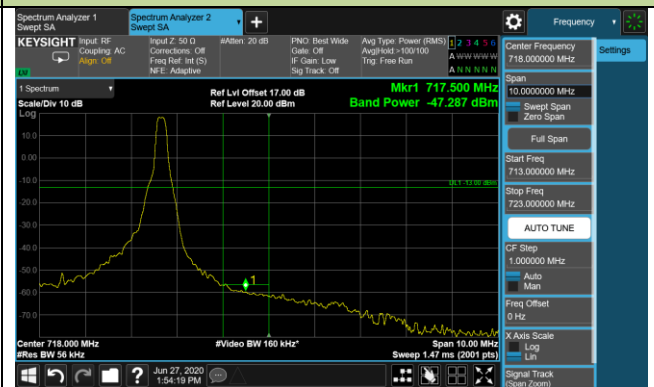 Spectrum Analyzer 1
Swept SA
Spectrum Analyzer 2
Swept SA
+
Frequency
KEYSIGHT
Input: RF
Coupling: AC
Align: Off
Input Z: 50 Ω
Corrections: Off
Freq Ref: Int (S)
NFE: Adaptive
#Atten: 20 dB
PNO: Best Wide
Gate: Off
IF Gain: Low
Sig Track: Off
Avg Type: Power (RMS)
Avg|Hold:>100/100
Trig: Free Run
1 2 3 4 5 6
A W W W W W
A N N N N N
LVI
1 Spectrum
Scale/Div 10 dB
Ref Lvl Offset 17.00 dB
Ref Level 20.00 dBm
Mkr1 717.500 MHz
Band Power -47.287 dBm
Log
10.0
0.00
-10.0
-20.0
-30.0
-40.0
-50.0
-60.0
-70.0
DL1 -13.00 dBm
1
Center 718.000 MHz
#Res BW 56 kHz
#Video BW 160 kHz*
Span 10.00 MHz
Sweep 1.47 ms (2001 pts)
Jun 27, 2020
1:54:19 PM
Center Frequency
718.000000 MHz
Settings
Span
10.0000000 MHz
Swept Span
Zero Span
Full Span
Start Freq
713.000000 MHz
Stop Freq
723.000000 MHz
AUTO TUNE
CF Step
1.000000 MHz
Auto
Man
Freq Offset
0 Hz
X Axis Scale
Log
Lin
Signal Track
(Span Zoom)